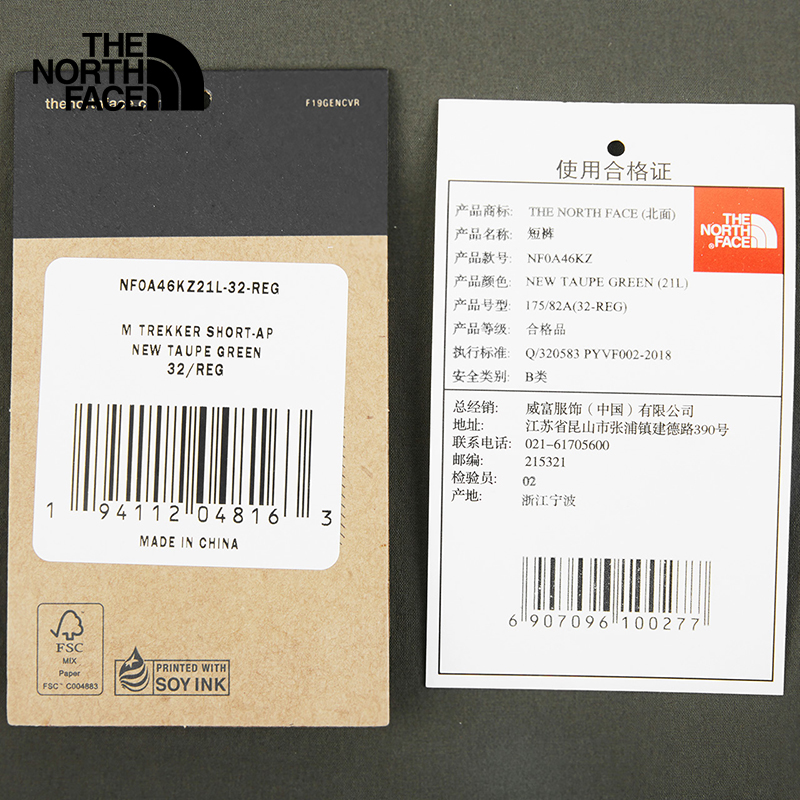 THE
NORTH
FACE
thenorthface.com
F19GENCVR
NF0A46KZ21L-32-REG
M TREKKER SHORT-AP
NEW TAUPE GREEN
32/REG
1 94112 04816 3
MADE IN CHINA
FSC
MIX
Paper
FSC™ C004883
PRINTED WITH
SOY INK
使用合格证
THE
NORTH
FACE
产品商标: THE NORTH FACE (北面)
产品名称: 短裤
产品款号: NF0A46KZ
产品颜色: NEW TAUPE GREEN (21L)
产品号型: 175/82A(32-REG)
产品等级: 合格品
执行标准: Q/320583 PYVF002-2018
安全类别: B类
总经销: 威富服饰（中国）有限公司
地址: 江苏省昆山市张浦镇建德路390号
联系电话: 021-61705600
邮编: 215321
检验员: 02
产地: 浙江宁波
6 907096 100277